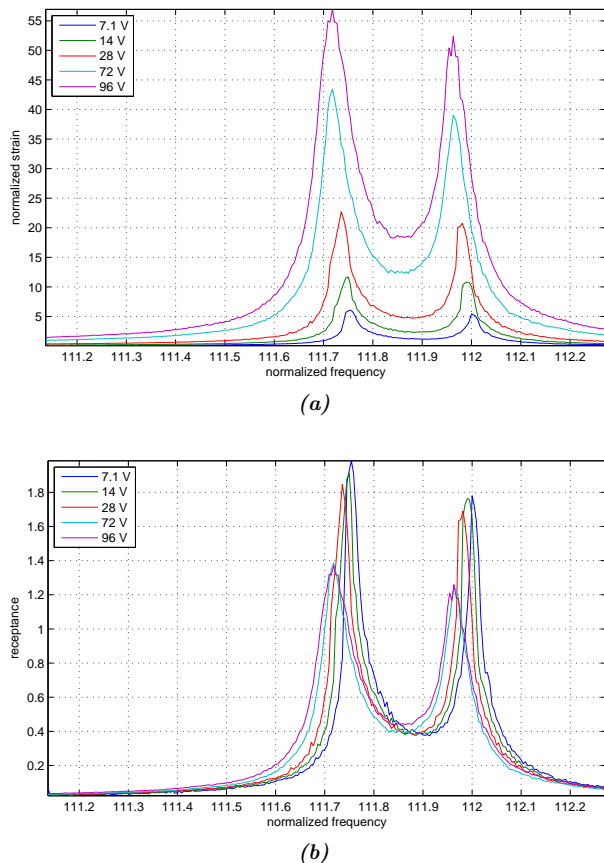 55
50
45
40
35
30
25
20
15
10
5
normalized strain
7.1 V
14 V
28 V
72 V
96 V
111.2 111.3 111.4 111.5 111.6 111.7 111.8 111.9 112 112.1 112.2
normalized frequency
(a)
1.8
1.6
1.4
1.2
1
0.8
0.6
0.4
0.2
receptance
7.1 V
14 V
28 V
72 V
96 V
111.2 111.3 111.4 111.5 111.6 111.7 111.8 111.9 112 112.1 112.2
normalized frequency
(b)